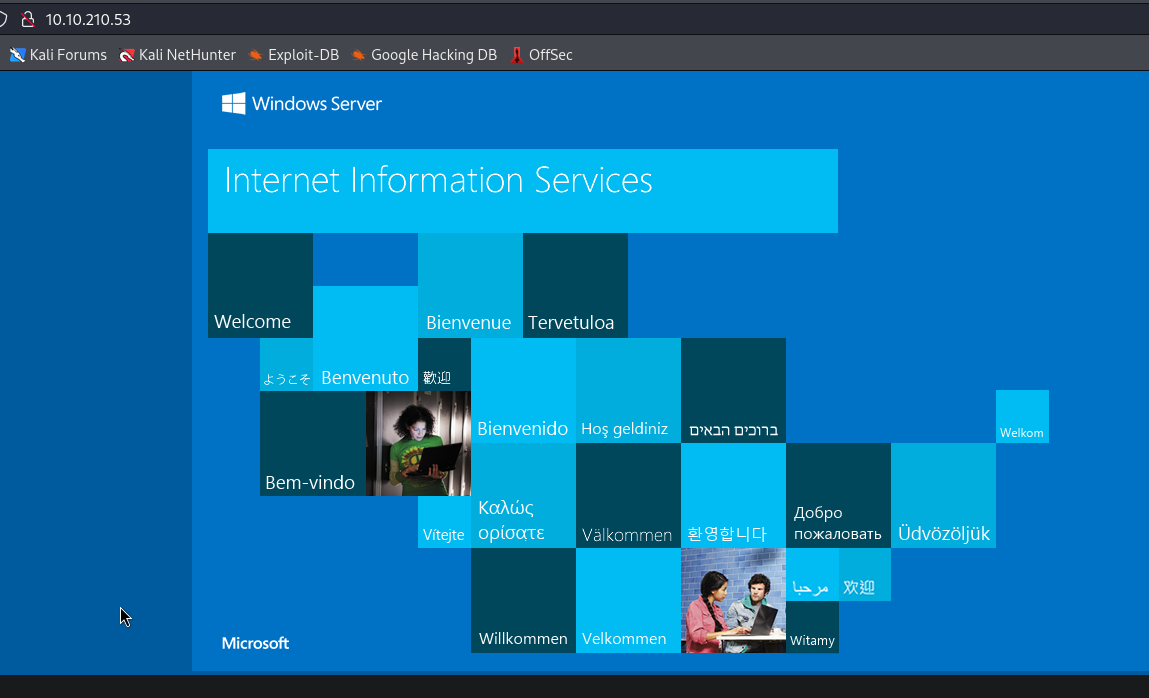 10.10.210.53
Kali Forums
Kali NetHunter
Exploit-DB
Google Hacking DB
OffSec
Windows Server
Internet Information Services
Welcome
Bienvenue
Tervetuloa
ようこそ
Benvenuto
歡迎
Bienvenido
Hoş geldiniz
ברוכים הבאים
Welkom
Bem-vindo
Vítejte
Καλώς
ορίσατε
Välkommen
환영합니다
Добро
пожаловать
Üdvözöljük
Willkommen
Velkommen
مرحبا
欢迎
Witamy
Microsoft